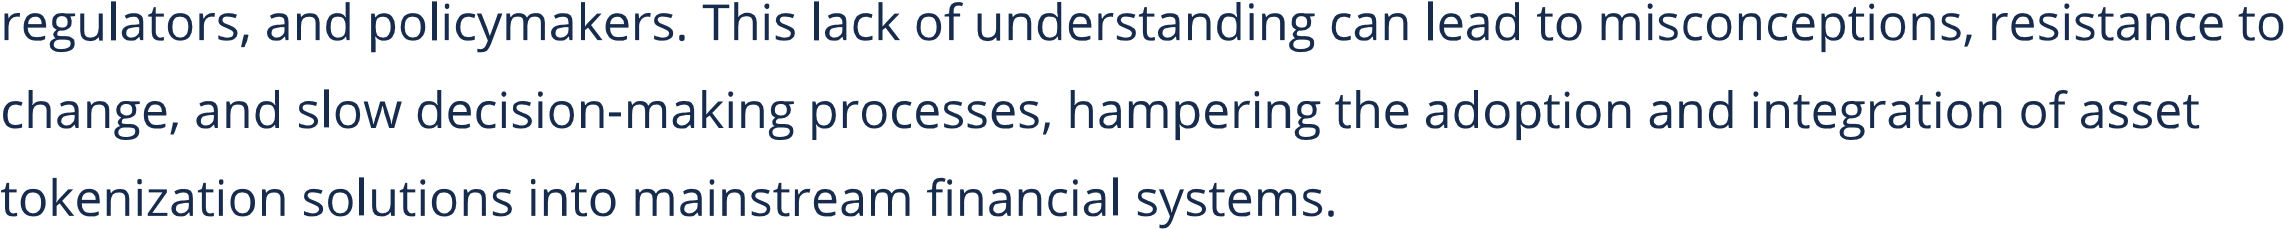 regulators, and policymakers. This lack of understanding can lead to misconceptions, resistance to
change, and slow decision-making processes, hampering the adoption and integration of asset
tokenization solutions into mainstream financial systems.